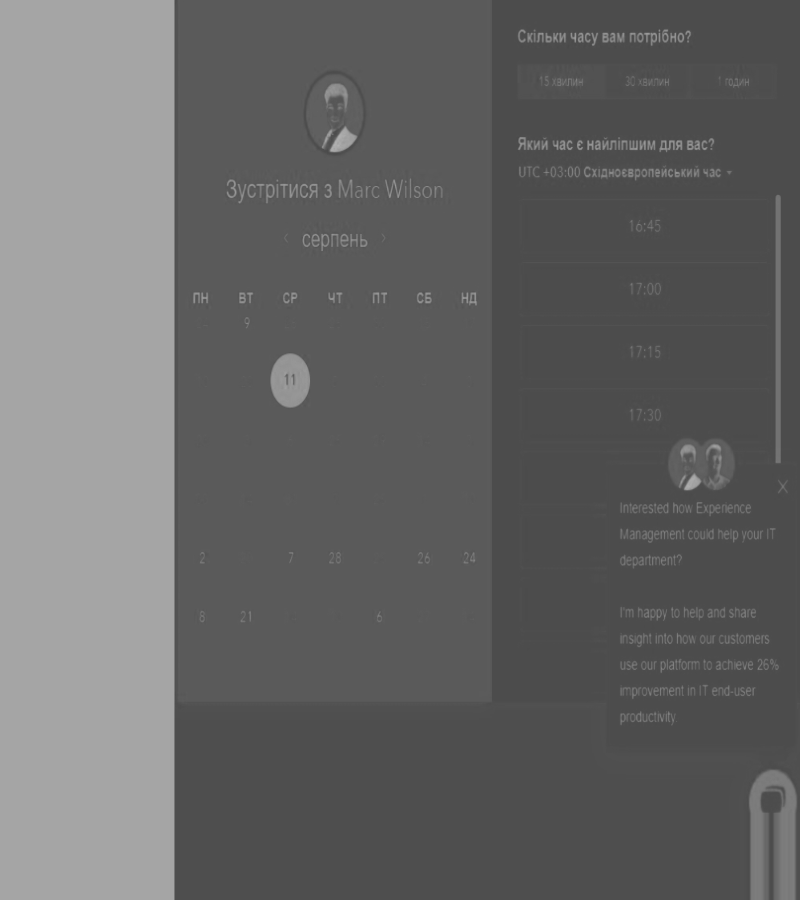 Зустрітися з Marc Wilson
серпень
ПН ВТ СР ЧТ ПТ СБ НД
9
11
2 7 28 26 24
8 21 6
Скільки часу вам потрібно?
15 хвилин 30 хвилин 1 годин
Який час є найліпшим для вас?
UTC +03:00 Східноєвропейський час
16:45
17:00
17:15
17:30
Interested how Experience
Management could help your IT
department?
I'm happy to help and share
insight into how our customers
use our platform to achieve 26%
improvement in IT end-user
productivity